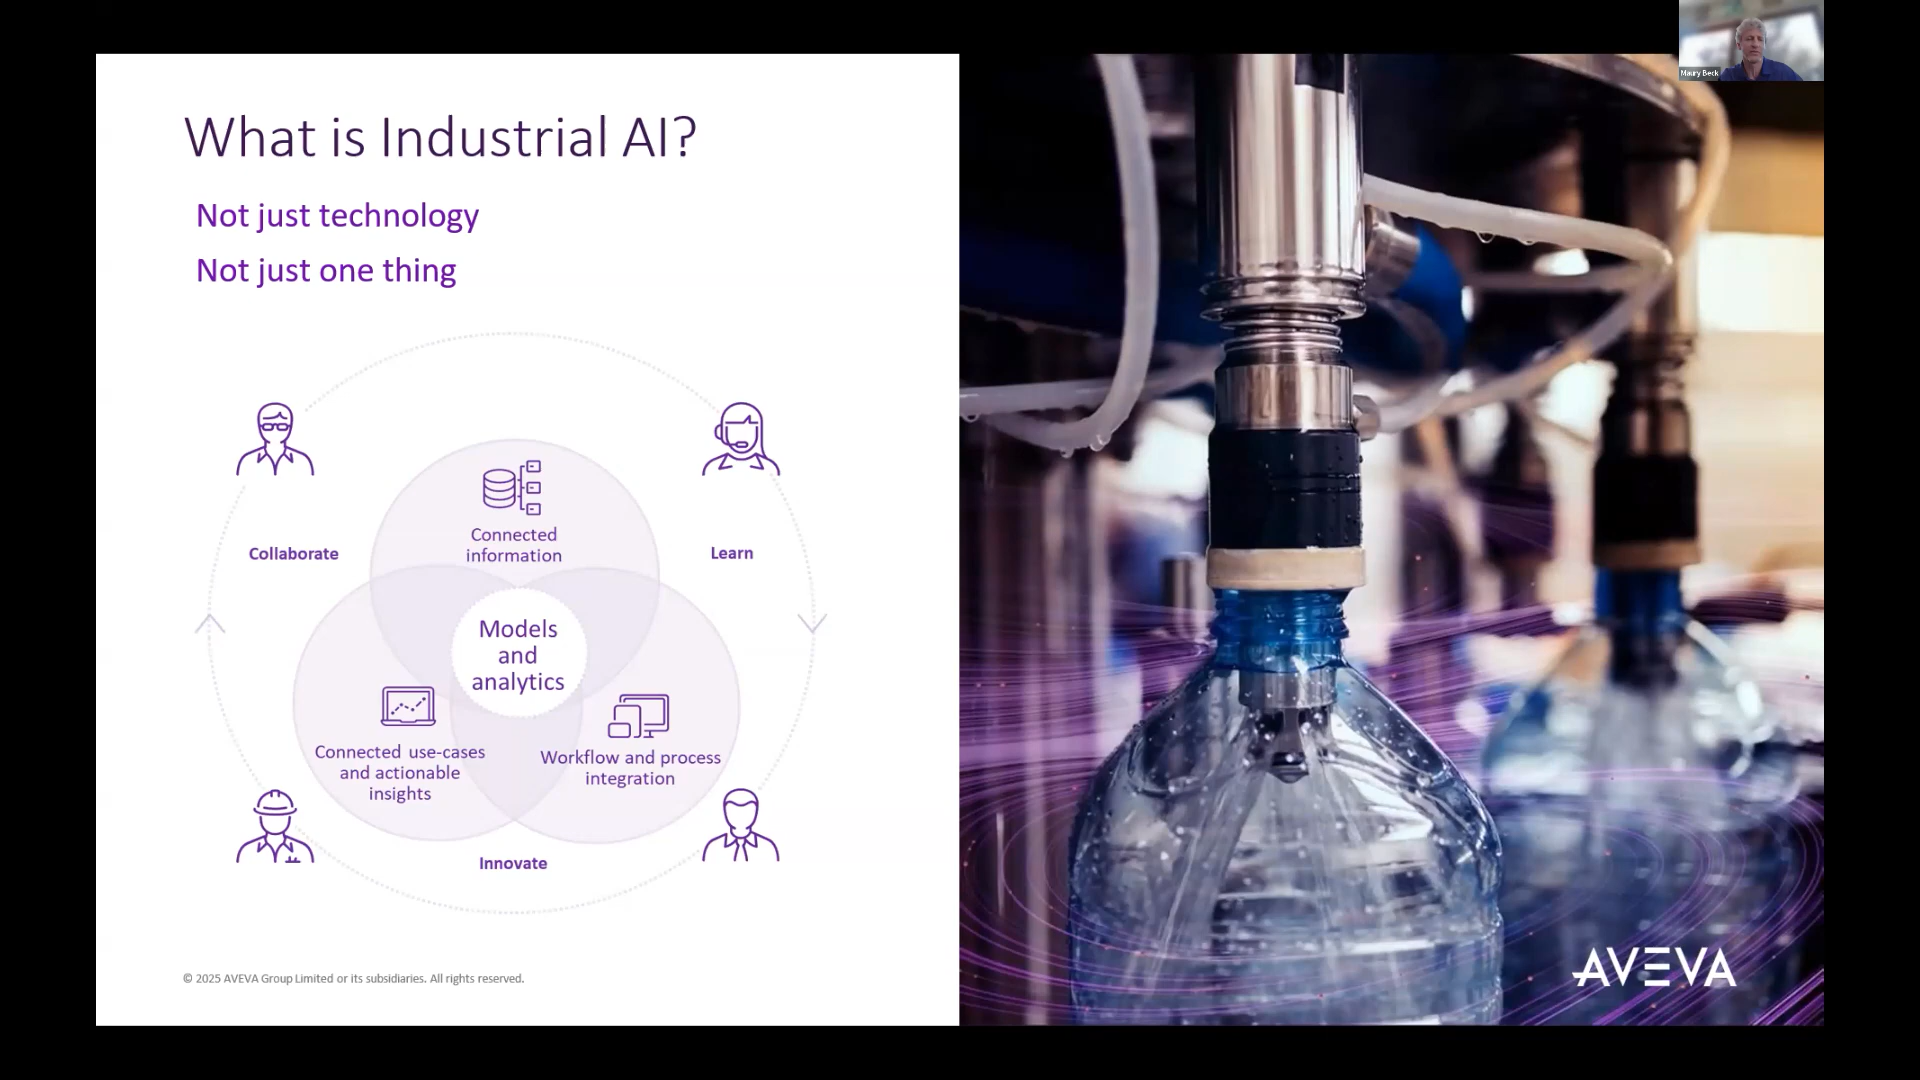 Maury Beck
What is Industrial AI?
Not just technology
Not just one thing
Connected
information
Collaborate
Learn
Models
and
analytics
Connected use-cases
and actionable
insights
Workflow and process
integration
Innovate
© 2025 AVEVA Group Limited or its subsidiaries. All rights reserved.
AVEVA